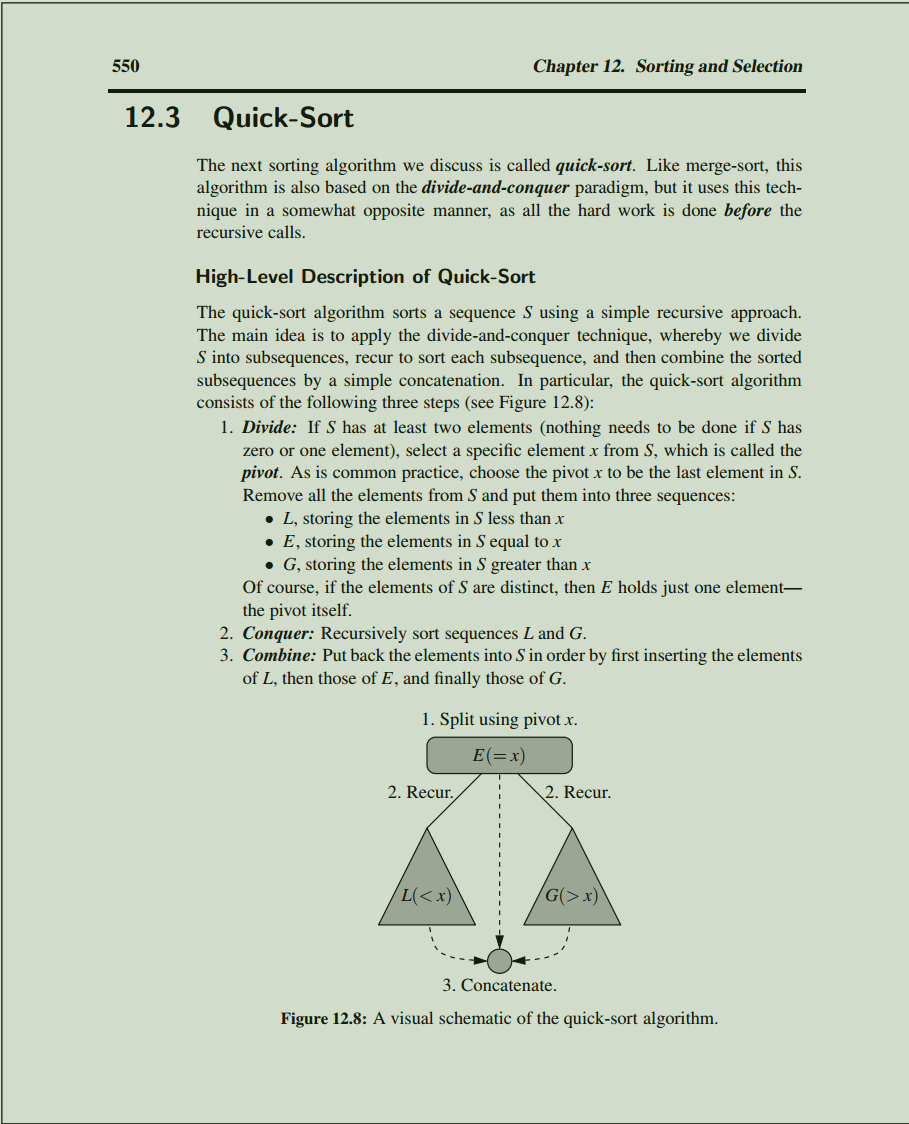 550
Chapter 12. Sorting and Selection
12.3 Quick-Sort
The next sorting algorithm we discuss is called quick-sort. Like merge-sort, this
algorithm is also based on the divide-and-conquer paradigm, but it uses this tech-
nique in a somewhat opposite manner, as all the hard work is done before the
recursive calls.
High-Level Description of Quick-Sort
The quick-sort algorithm sorts a sequence S using a simple recursive approach.
The main idea is to apply the divide-and-conquer technique, whereby we divide
S into subsequences, recur to sort each subsequence, and then combine the sorted
subsequences by a simple concatenation. In particular, the quick-sort algorithm
consists of the following three steps (see Figure 12.8):
1. Divide: If S has at least two elements (nothing needs to be done if S has
zero or one element), select a specific element x from S, which is called the
pivot. As is common practice, choose the pivot x to be the last element in S.
Remove all the elements from S and put them into three sequences:
• L, storing the elements in S less than x
• E, storing the elements in S equal to x
• G, storing the elements in S greater than x
Of course, if the elements of S are distinct, then E holds just one element—
the pivot itself.
2. Conquer: Recursively sort sequences L and G.
3. Combine: Put back the elements into S in order by first inserting the elements
of L, then those of E, and finally those of G.
1. Split using pivot x.
E(= x)
2. Recur.
2. Recur.
L(< x)
G(> x)
3. Concatenate.
Figure 12.8: A visual schematic of the quick-sort algorithm.